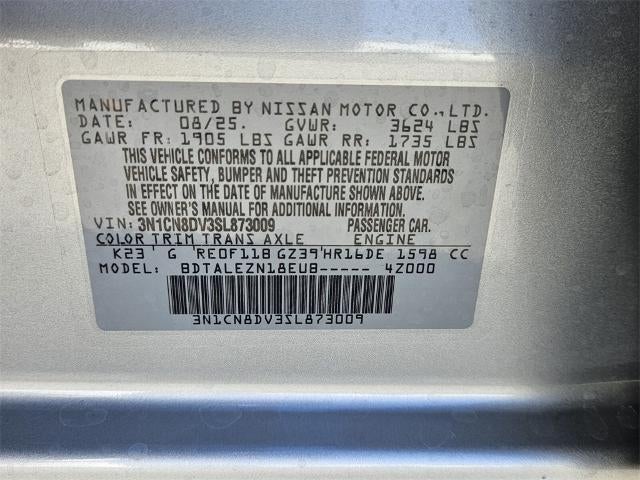 MANUFACTURED BY NISSAN MOTOR CO., LTD.
DATE: 08/25. GVWR: 3624 LBS
GAWR FR: 1905 LBS GAWR RR: 1735 LBS
THIS VEHICLE CONFORMS TO ALL APPLICABLE FEDERAL MOTOR
VEHICLE SAFETY, BUMPER AND THEFT PREVENTION STANDARDS
IN EFFECT ON THE DATE OF MANUFACTURE SHOWN ABOVE.
SEE OWNER'S MANUAL FOR ADDITIONAL INFORMATION.
VIN: 3N1CN8DV3SL873009 PASSENGER CAR.
COLOR TRIM TRANS AXLE ENGINE
K23 G RE0F11B GZ39 HR16DE 1598 CC
MODEL: BDTALEZN18EUB----- 4Z000
3N1CN8DV3SL873009